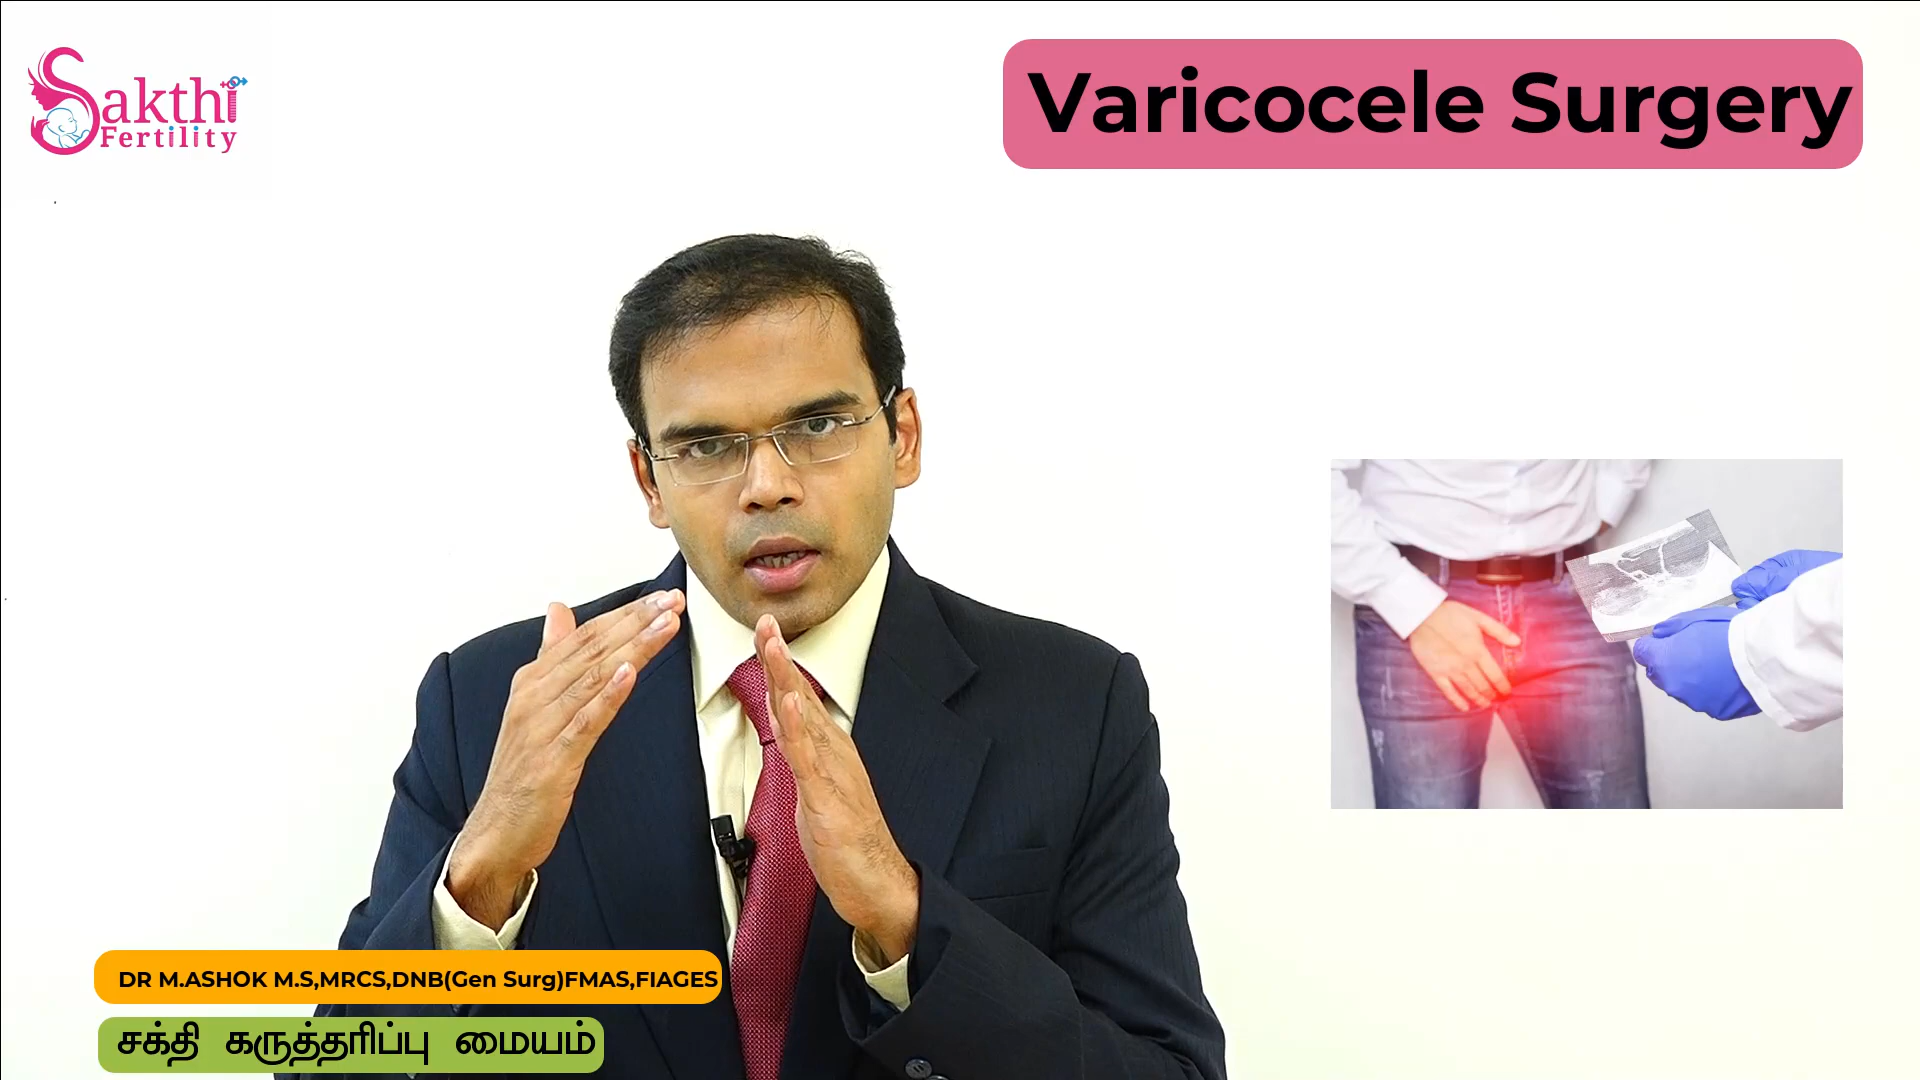 Sakthi
Fertility
Varicocele Surgery
DR M.ASHOK M.S,MRCS,DNB(Gen Surg)FMAS,FIAGES
சக்தி கருத்தரிப்பு மையம்